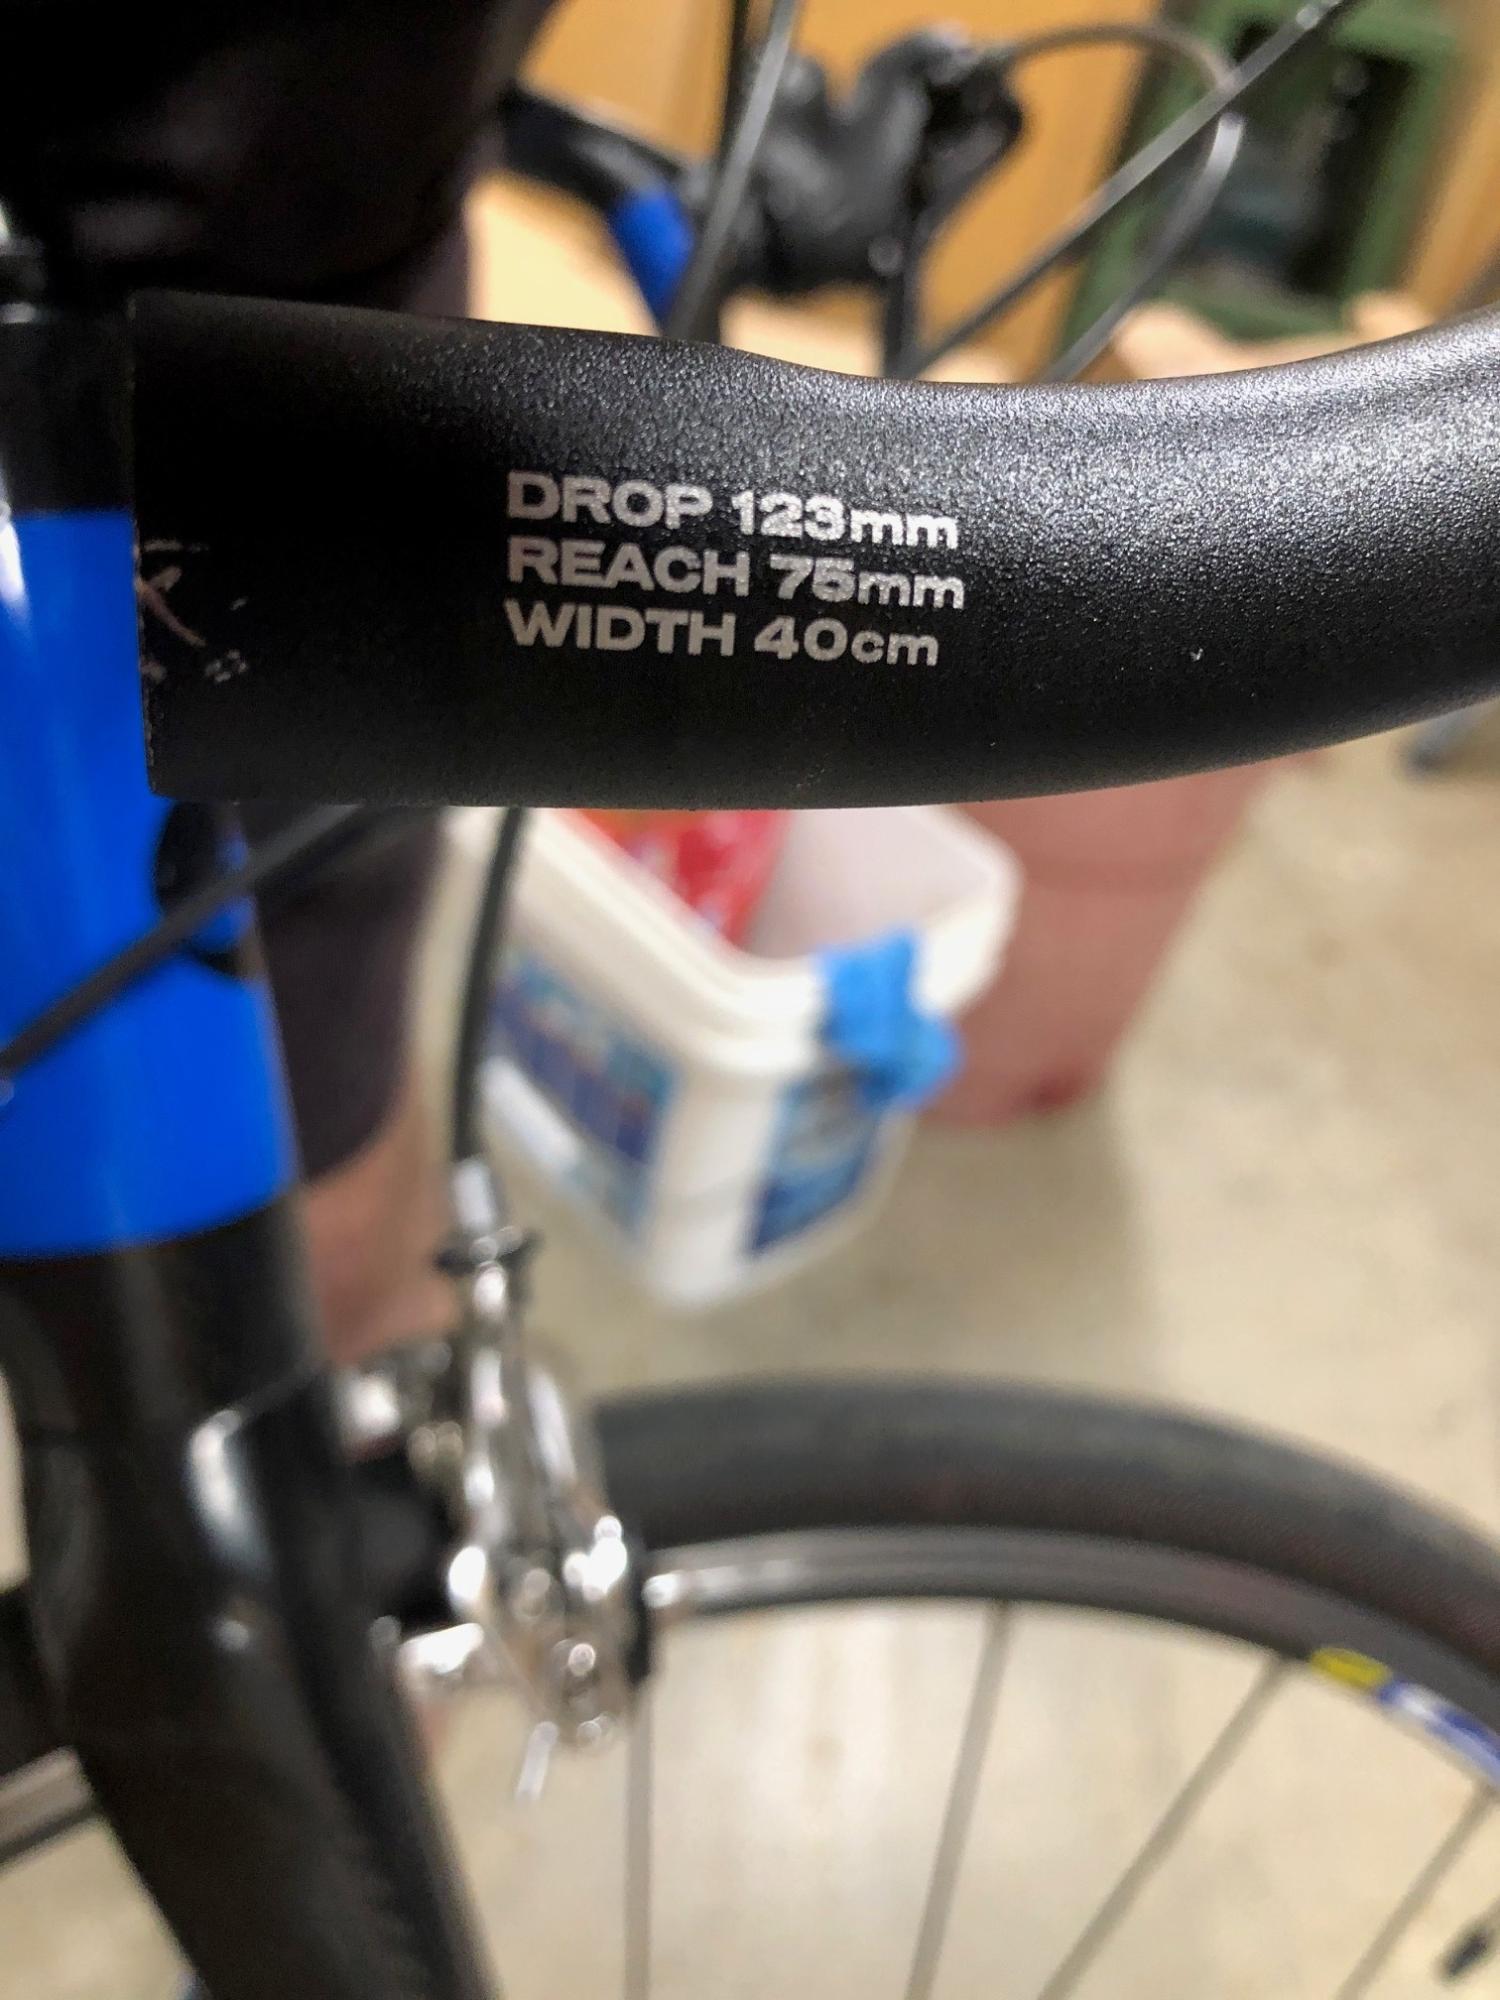 DROP 123mm
REACH 75mm
WIDTH 40cm